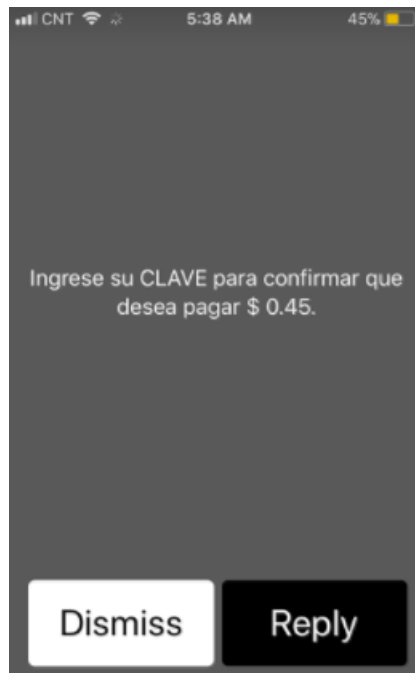 CNT 5:38 AM 45%
Ingrese su CLAVE para confirmar que
desea pagar $ 0.45.
Dismiss Reply